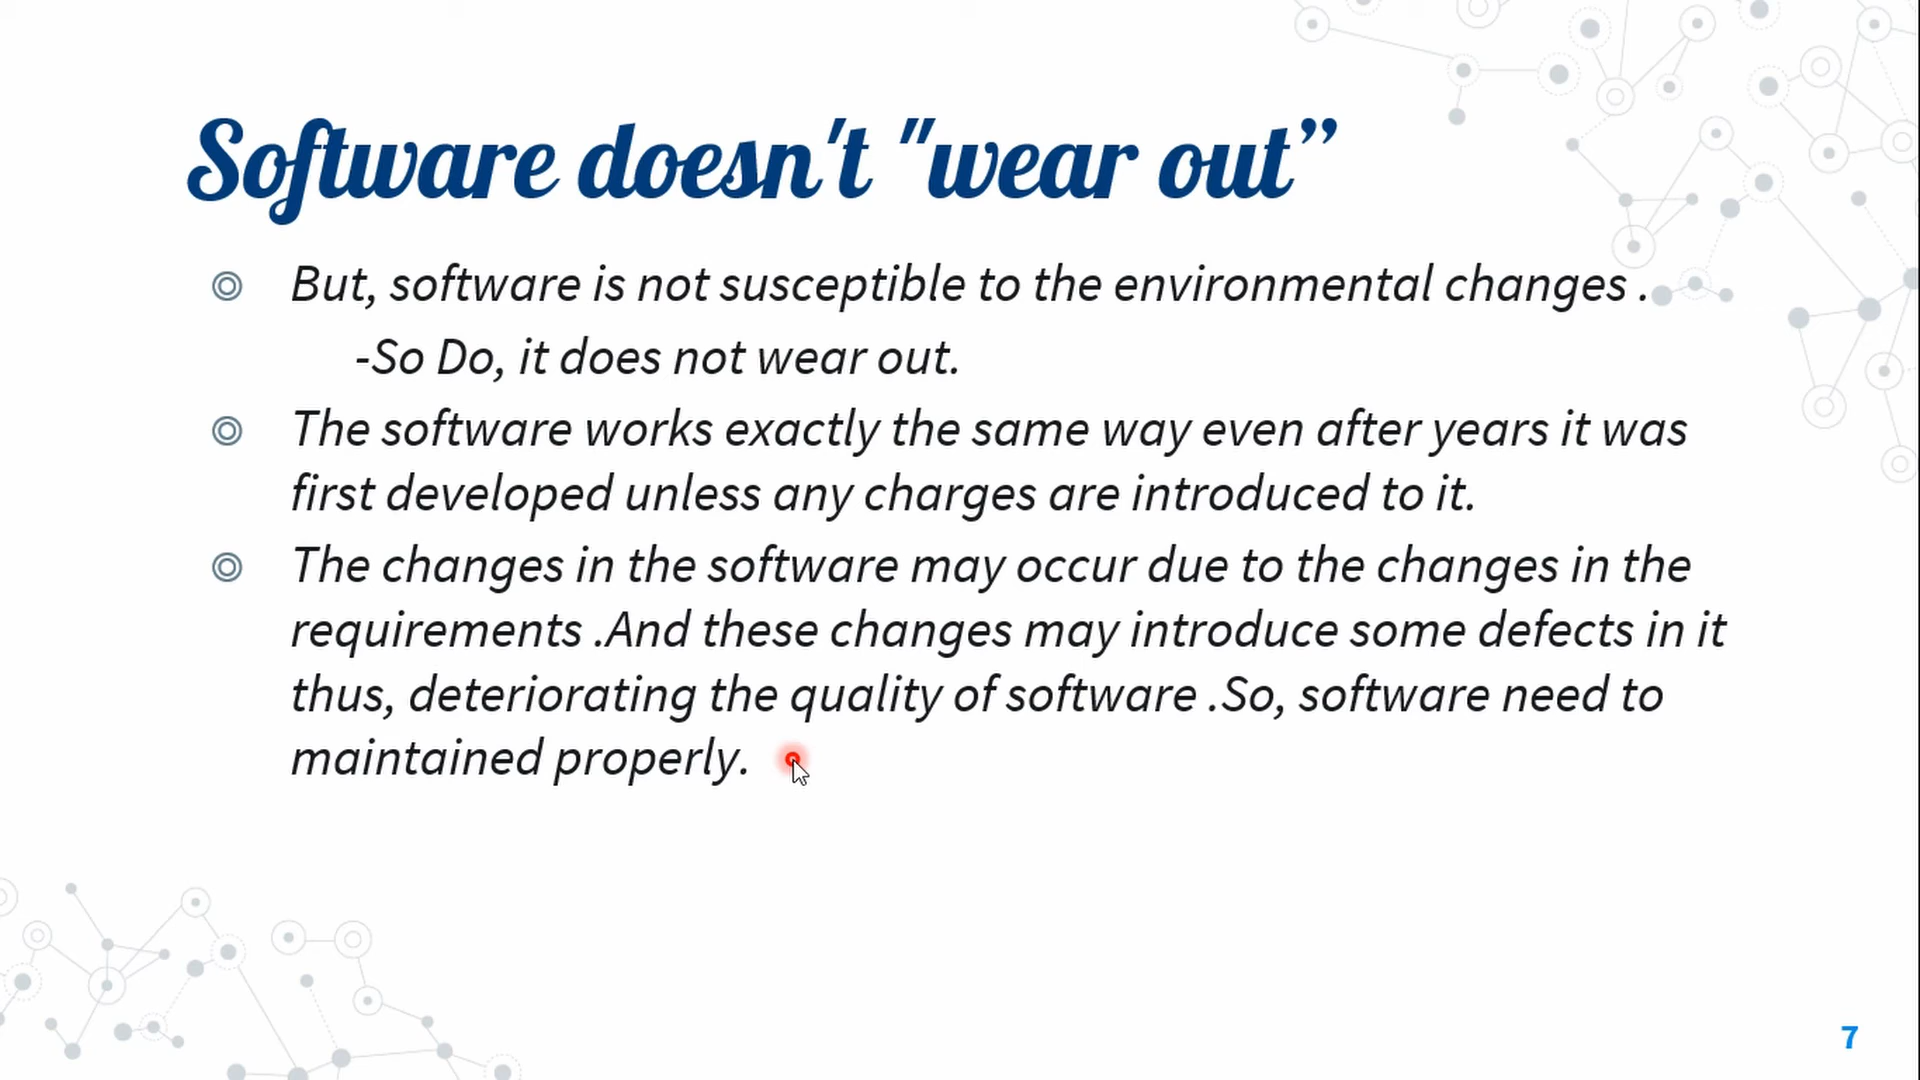 Software doesn't "wear out”
But, software is not susceptible to the environmental changes .
-So Do, it does not wear out.
The software works exactly the same way even after years it was
first developed unless any charges are introduced to it.
The changes in the software may occur due to the changes in the
requirements .And these changes may introduce some defects in it
thus, deteriorating the quality of software .So, software need to
maintained properly.
7